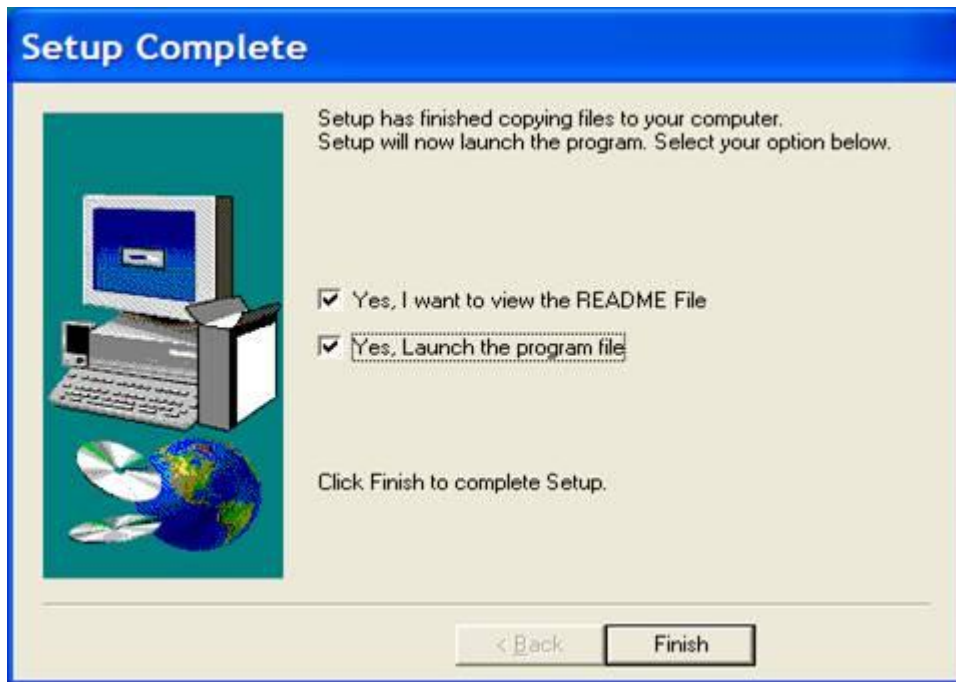 Setup Complete
Setup has finished copying files to your computer.
Setup will now launch the program. Select your option below.
Yes, I want to view the README File
Yes, Launch the program file
Click Finish to complete Setup.
< Back
Finish